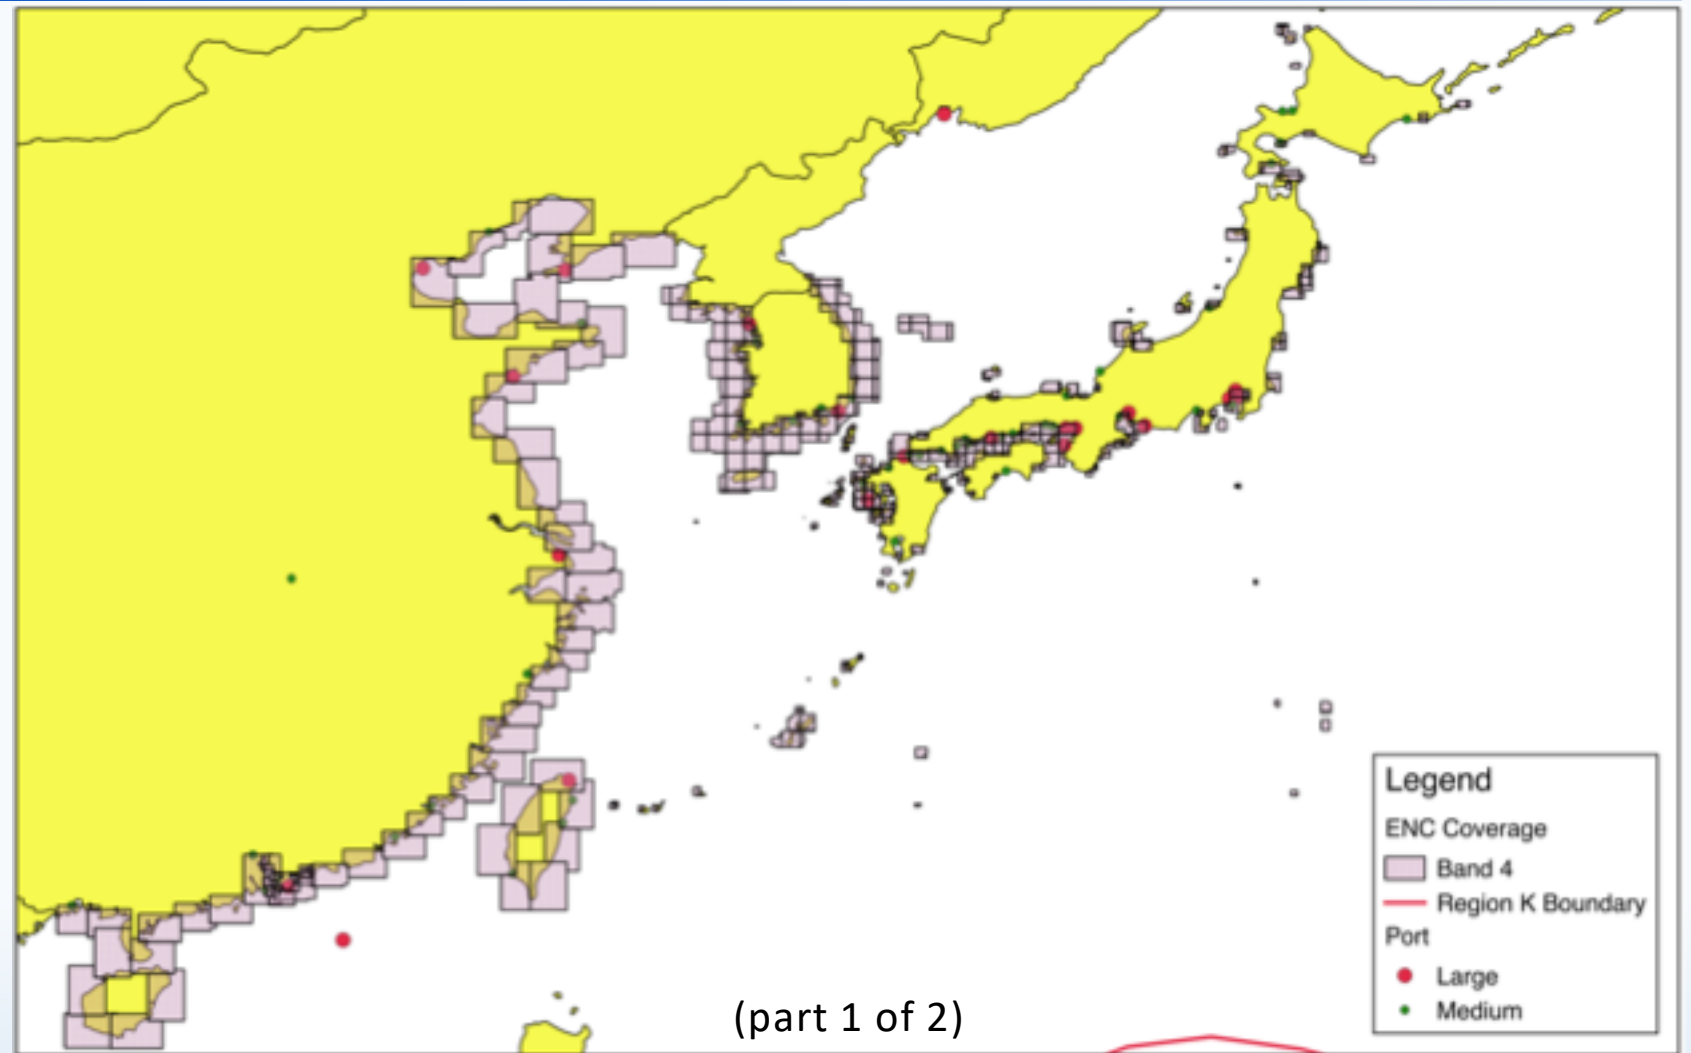 Legend
ENC Coverage
Band 4
Region K Boundary
Port
Large
Medium
(part 1 of 2)